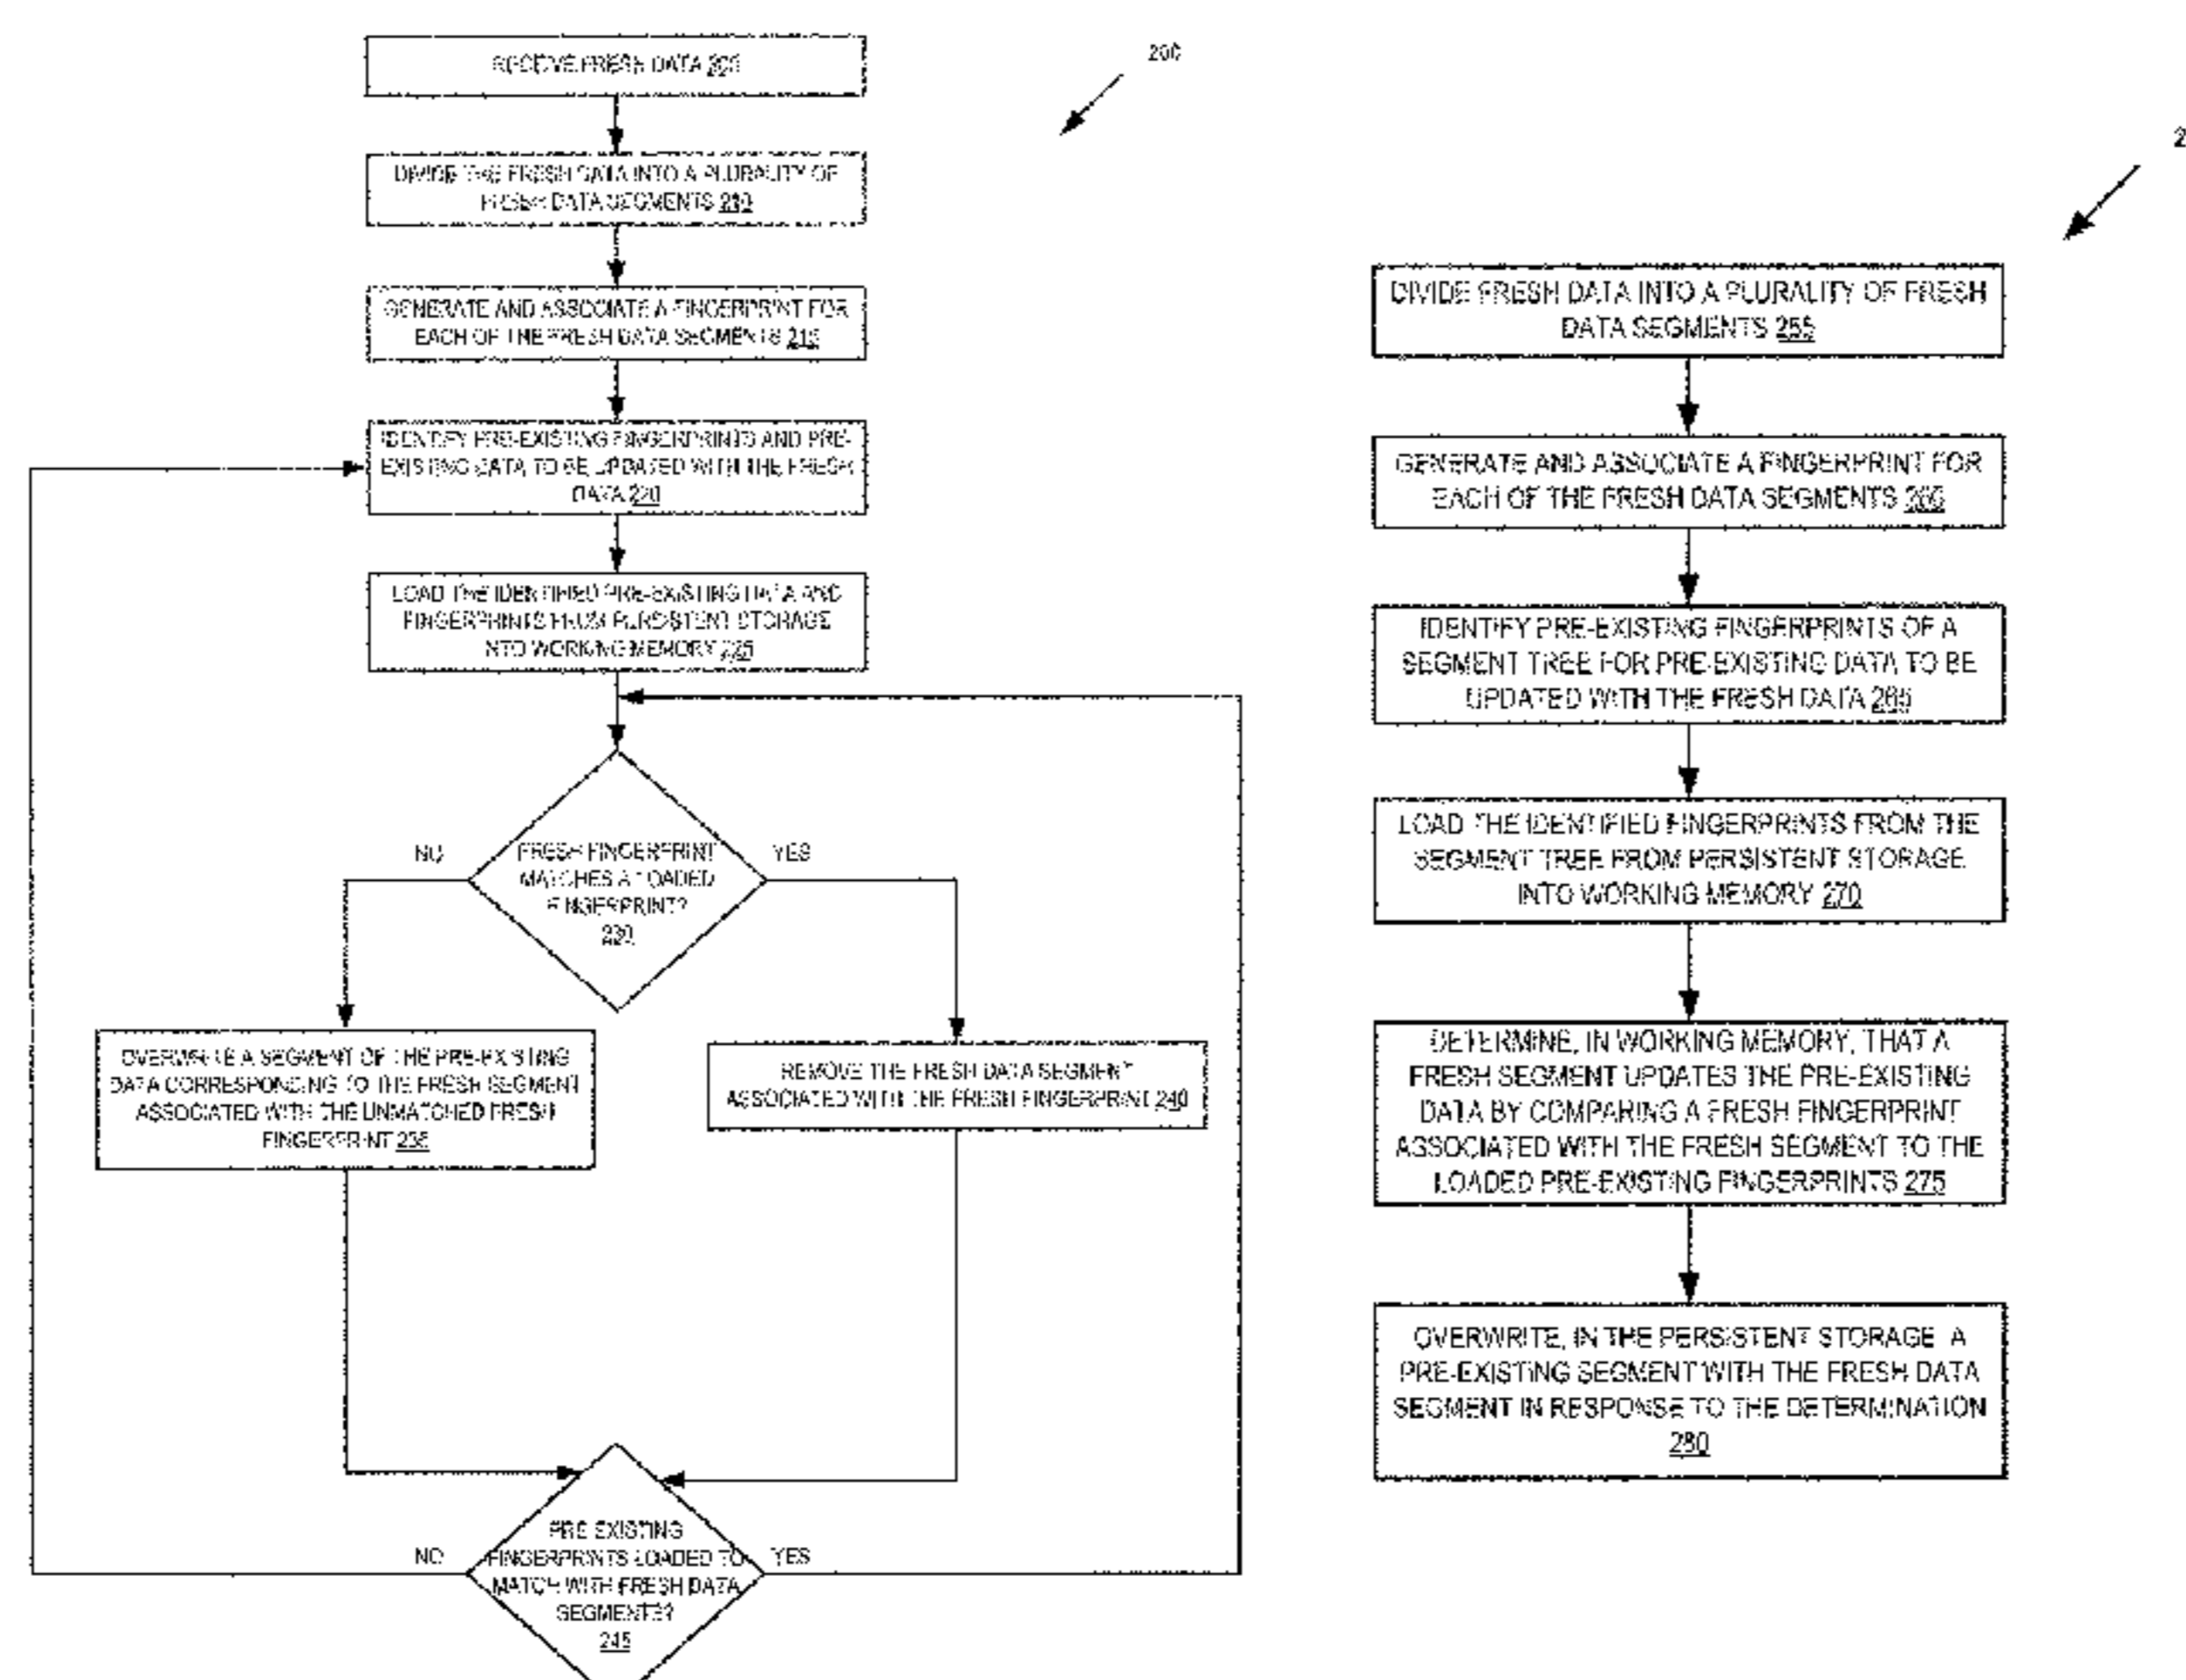 200
RECEIVE FRESH DATA 205
DIVIDE THE FRESH DATA INTO A PLURALITY OF
FRESH DATA SEGMENTS 210
GENERATE AND ASSOCIATE A FINGERPRINT FOR
EACH OF THE FRESH DATA SEGMENTS 215
IDENTIFY PRE-EXISTING FINGERPRINTS AND PRE-
EXISTING DATA TO BE UPDATED WITH THE FRESH
DATA 220
LOAD THE IDENTIFIED PRE-EXISTING DATA AND
FINGERPRINTS FROM PERSISTENT STORAGE
INTO WORKING MEMORY 225
NO
FRESH FINGERPRINT
MATCHES A LOADED
FINGERPRINT?
230
YES
OVERWRITE A SEGMENT OF THE PRE-EXISTING
DATA CORRESPONDING TO THE FRESH SEGMENT
ASSOCIATED WITH THE UNMATCHED FRESH
FINGERPRINT 235
REMOVE THE FRESH DATA SEGMENT
ASSOCIATED WITH THE FRESH FINGERPRINT 240
NO
PRE EXISTING
FINGERPRINTS LOADED TO
MATCH WITH FRESH DATA
SEGMENTS?
245
YES
2
DIVIDE FRESH DATA INTO A PLURALITY OF FRESH
DATA SEGMENTS 255
GENERATE AND ASSOCIATE A FINGERPRINT FOR
EACH OF THE FRESH DATA SEGMENTS 260
IDENTIFY PRE-EXISTING FINGERPRINTS OF A
SEGMENT TREE FOR PRE-EXISTING DATA TO BE
UPDATED WITH THE FRESH DATA 265
LOAD THE IDENTIFIED FINGERPRINTS FROM THE
SEGMENT TREE FROM PERSISTENT STORAGE
INTO WORKING MEMORY 270
DETERMINE, IN WORKING MEMORY, THAT A
FRESH SEGMENT UPDATES THE PRE-EXISTING
DATA BY COMPARING A FRESH FINGERPRINT
ASSOCIATED WITH THE FRESH SEGMENT TO THE
LOADED PRE-EXISTING FINGERPRINTS 275
OVERWRITE, IN THE PERSISTENT STORAGE A
PRE-EXISTING SEGMENT WITH THE FRESH DATA
SEGMENT IN RESPONSE TO THE DETERMINATION
280